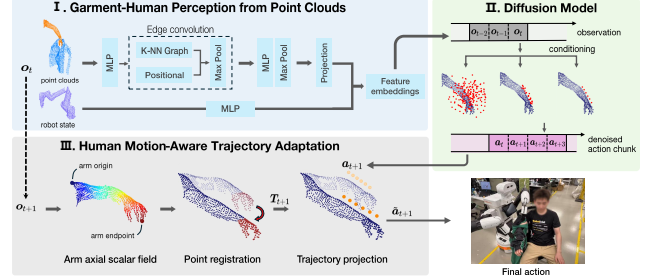 I. Garment-Human Perception from Point Clouds
o_t
point clouds
robot state
MLP
Edge convolution
K-NN Graph
Positional
Max Pool
MLP
Max Pool
Projection
MLP
Feature embeddings
II. Diffusion Model
o_{t-2} o_{t-1} o_t
observation
conditioning
a_t a_{t+1} a_{t+2} a_{t+3}
denoised
action chunk
III. Human Motion-Aware Trajectory Adaptation
arm origin
o_{t+1}
arm endpoint
Arm axial scalar field
T_{t+1}
Point registration
a_{t+1}
ã_{t+1}
Trajectory projection
Final action